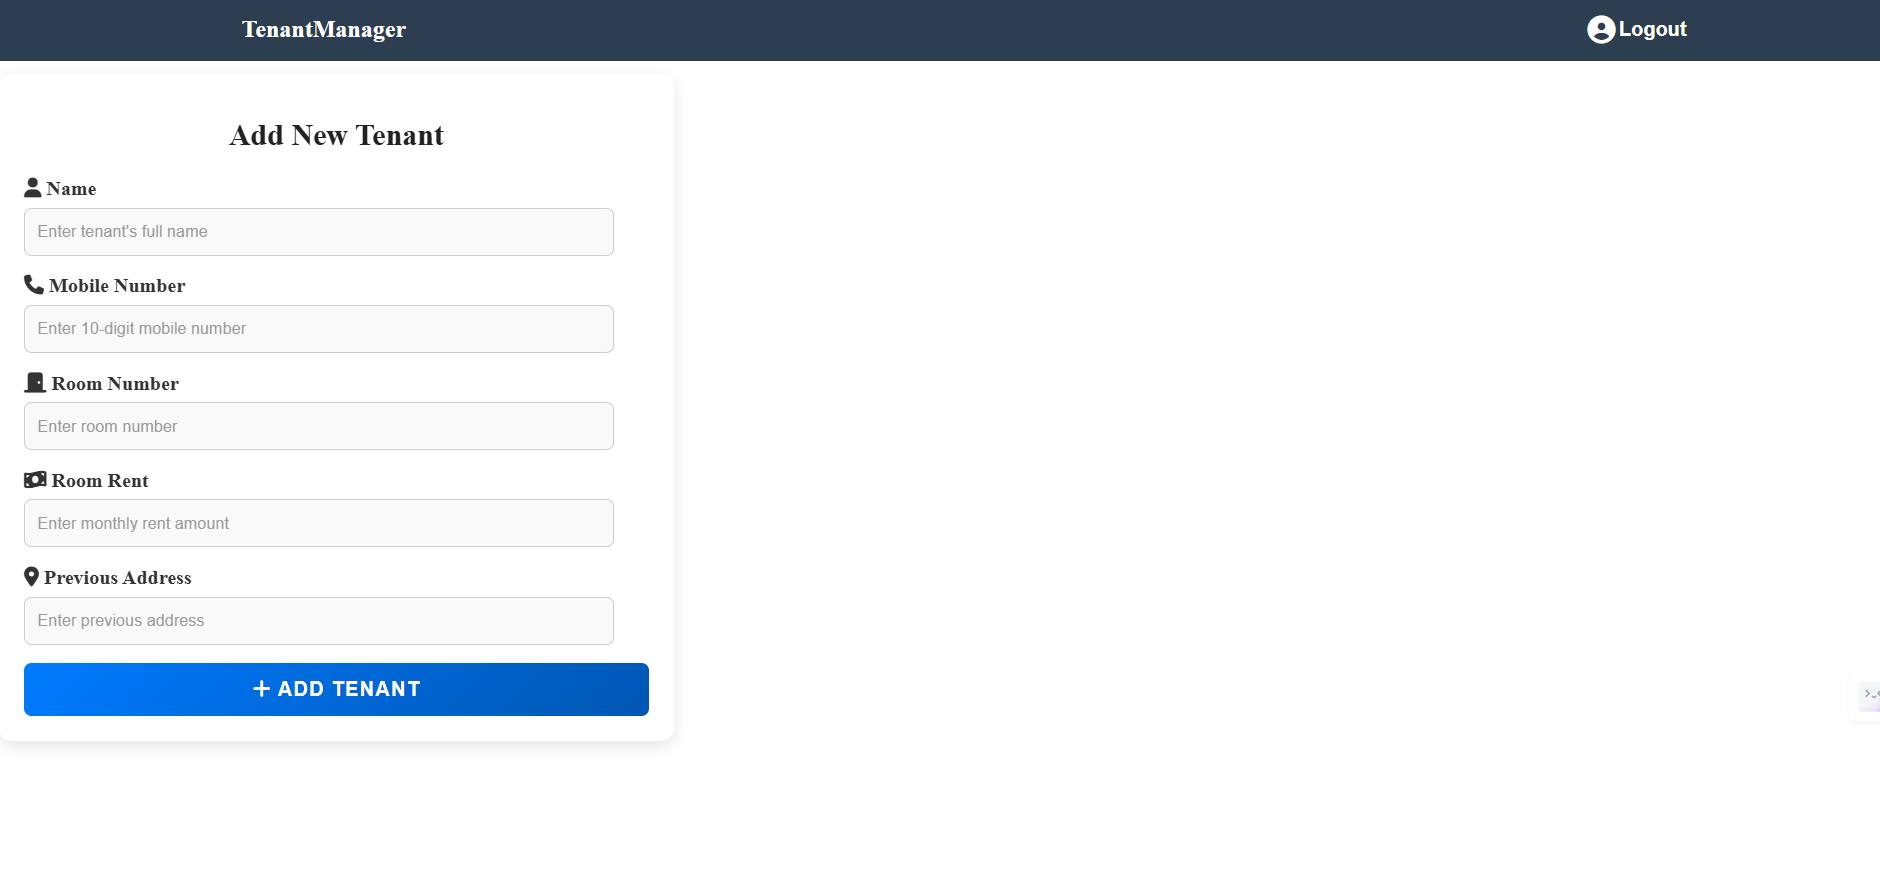 TenantManager
Logout
Add New Tenant
Name
Enter tenant's full name
Mobile Number
Enter 10-digit mobile number
Room Number
Enter room number
Room Rent
Enter monthly rent amount
Previous Address
Enter previous address
+ ADD TENANT